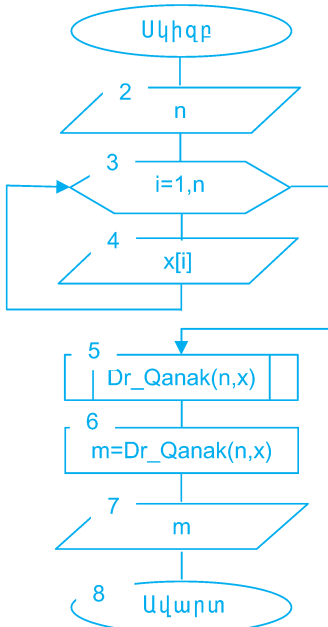 Սկիզբ
2
n
3
i=1,n
4
x[i]
5
Dr_Qanak(n,x)
6
m=Dr_Qanak(n,x)
7
m
8
Ավարտ